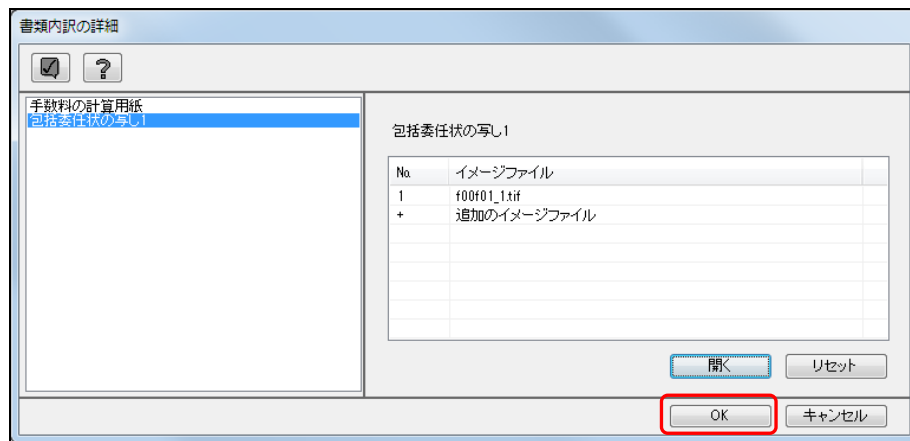 書類内訳の詳細
手数料の計算用紙
包括委任状の写し1
包括委任状の写し1
No. イメージファイル
1 f00f01_1.tif
+ 追加のイメージファイル
開く リセット
OK キャンセル